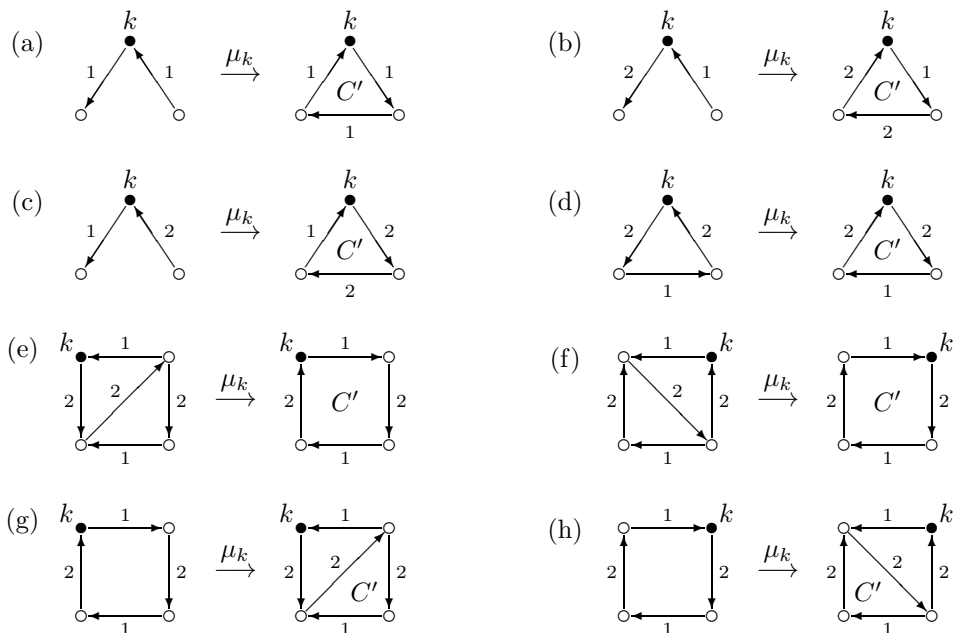 k k k k
(a) 1 1 μₖ 1 C′ 1 1 (b) 2 1 μₖ 2 C′ 1 2
k k k k
(c) 1 2 μₖ 1 C′ 2 2 (d) 2 2 1 μₖ 2 C′ 2 1
(e) k 1 2 2 2 1 μₖ k 1 2 C′ 2 1 (f) 1 k 2 2 2 1 μₖ 1 k 2 C′ 2 1
(g) k 1 2 2 1 μₖ k 1 2 2 2 C′ 1 (h) 1 k 2 2 1 μₖ 1 k 2 2 2 C′ 1